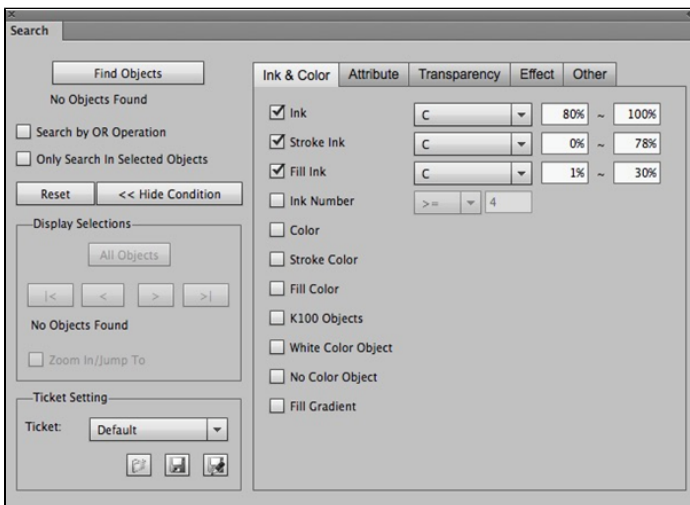 Search
Find Objects
No Objects Found
Search by OR Operation
Only Search In Selected Objects
Reset
<< Hide Condition
Display Selections
All Objects
|< < > >|
No Objects Found
Zoom In/Jump To
Ticket Setting
Ticket: Default
Ink & Color Attribute Transparency Effect Other
Ink C 80% ~ 100%
Stroke Ink C 0% ~ 78%
Fill Ink C 1% ~ 30%
Ink Number >= 4
Color
Stroke Color
Fill Color
K100 Objects
White Color Object
No Color Object
Fill Gradient